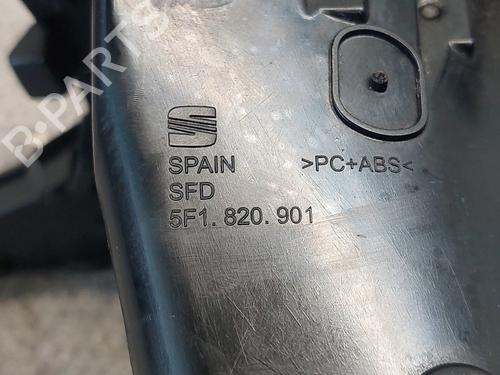 B-PARTS
SPAIN >PC+ABS<
SFD
5F1. 820. 901